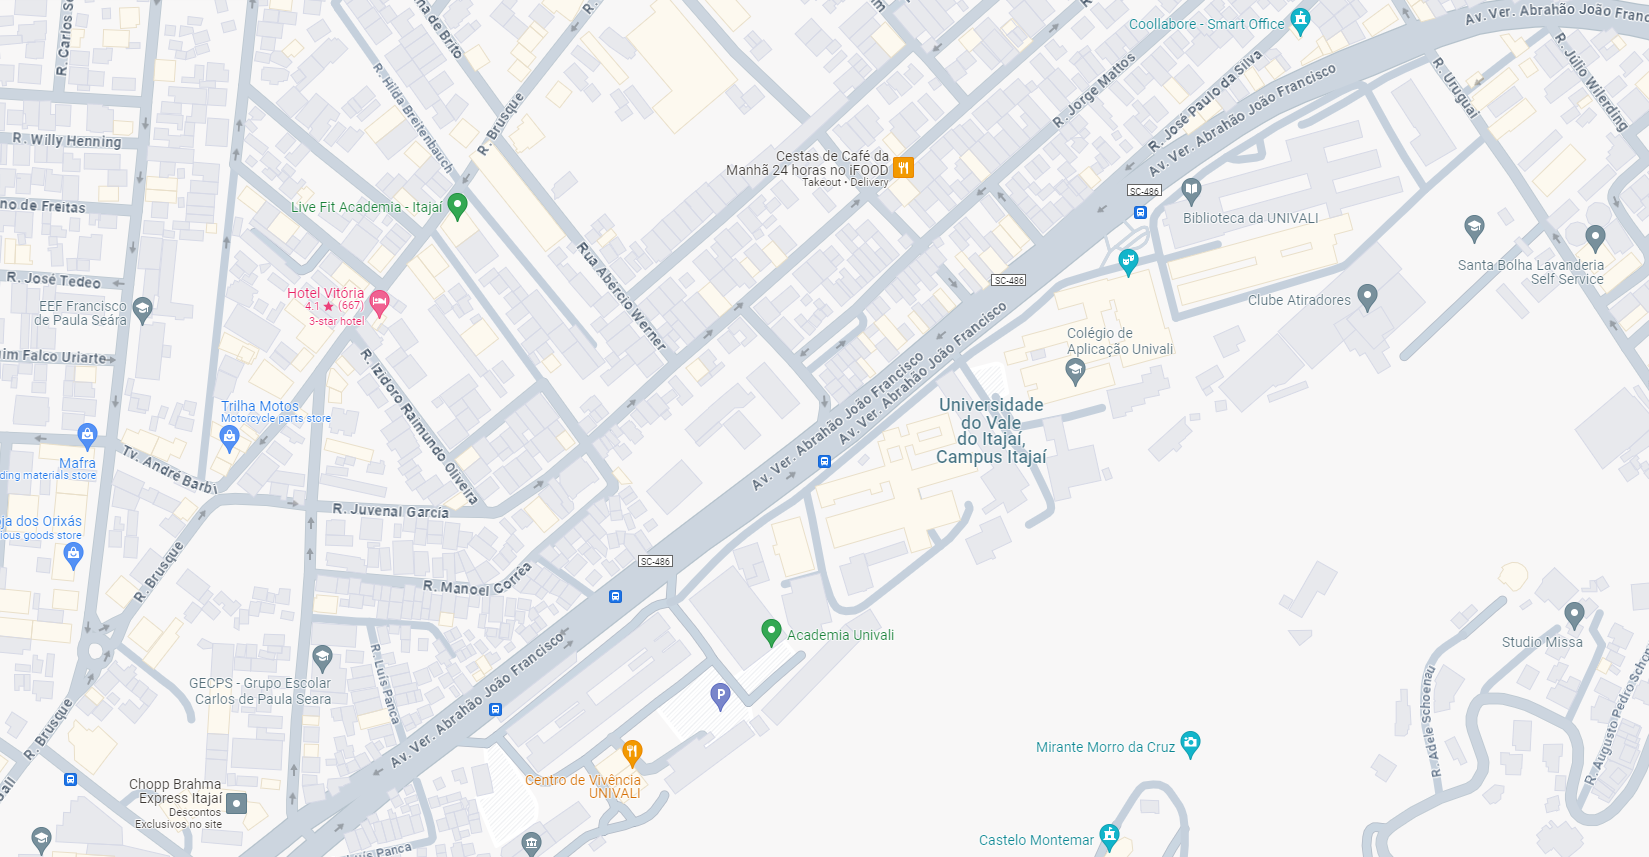 R. Carlos S
na de Brito
R.
im
R.
Coollabore - Smart Office
Av. Ver. Abrahão João Franc
R. Júlio Wilerding
R. Uruguai
R. Hilda Breitenbauch
R. Brusque
R. Jorge Mattos
R. José Paulo da Silva
Av. Ver. Abrahão João Francisco
R. Willy Henning
Cestas de Café da
Manhã 24 horas no iFOOD
Takeout • Delivery
SC-486
Biblioteca da UNIVALI
no de Freitas
Live Fit Academia - Itajaí
Rua Abércio Werner
Santa Bolha Lavanderia
Self Service
R. José Tedeo
SC-486
Hotel Vitória
4.1 ★ (667)
3-star hotel
EEF Francisco
de Paula Seára
Clube Atiradores
Colégio de
Aplicação Univali
im Falco Uriarte
R. Izidoro Raimundo Oliveira
Av. Ver. Abrahão João Francisco
Av. Ver. Abrahão João Francisco
Trilha Motos
Motorcycle parts store
Universidade
do Vale
do Itajaí,
Campus Itajaí
Mafra
ding materials store
Tv. André Barbi
R. Juvenal Garcia
ja dos Orixás
ious goods store
SC-486
R. Brusque
R. Manoel Corrêa
P
Academia Univali
Studio Missa
Av. Ver. Abrahão João Francisco
R. Luís Panca
GECPS - Grupo Escolar
Carlos de Paula Seara
R. Adele Schoenau
R. Augusto Pedro Schon
R. Brusque
Mirante Morro da Cruz
Centro de Vivência
UNIVALI
Chopp Brahma
Express Itajaí
Descontos
Exclusivos no site
Castelo Montemar
Luís Panca